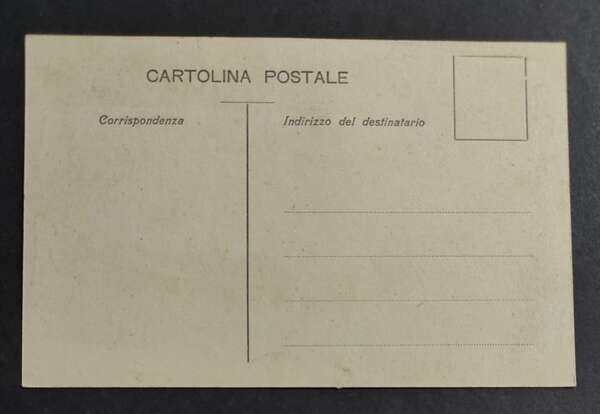 CARTOLINA POSTALE
Corrispondenza
Indirizzo del destinatario